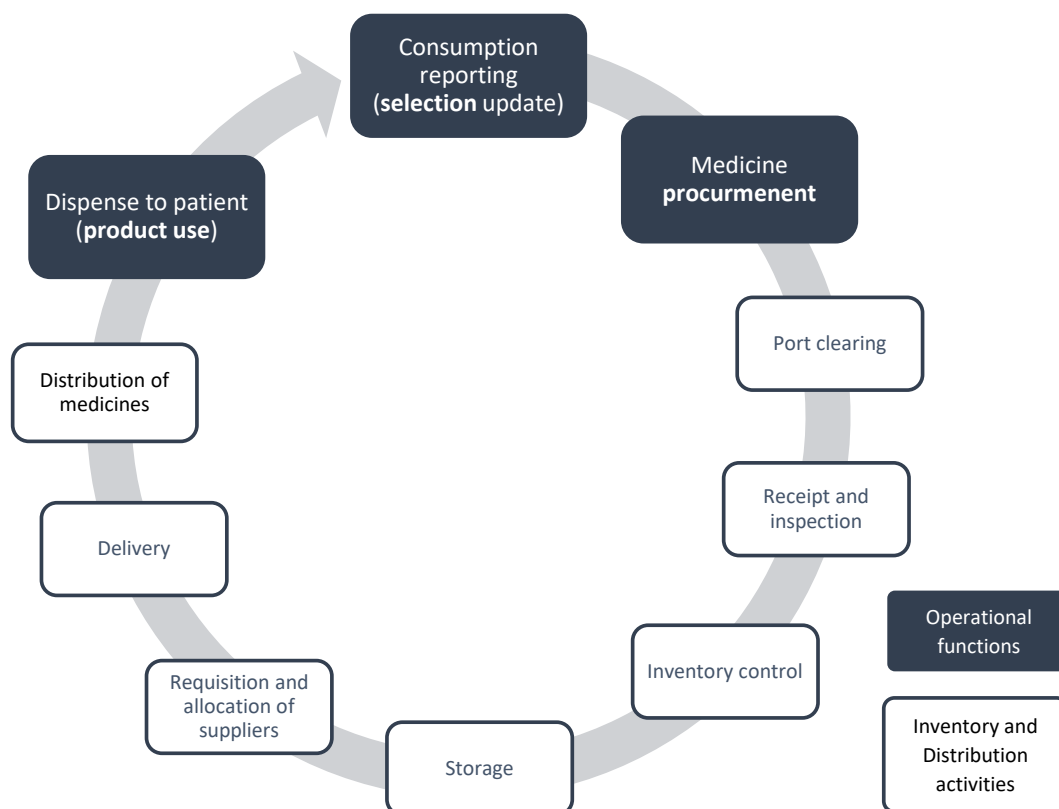 Consumption
reporting
(selection update)
Medicine
procurmenent
Port clearing
Receipt and
inspection
Inventory control
Storage
Requisition and
allocation of
suppliers
Delivery
Distribution of
medicines
Dispense to patient
(product use)
Operational
functions
Inventory and
Distribution
activities